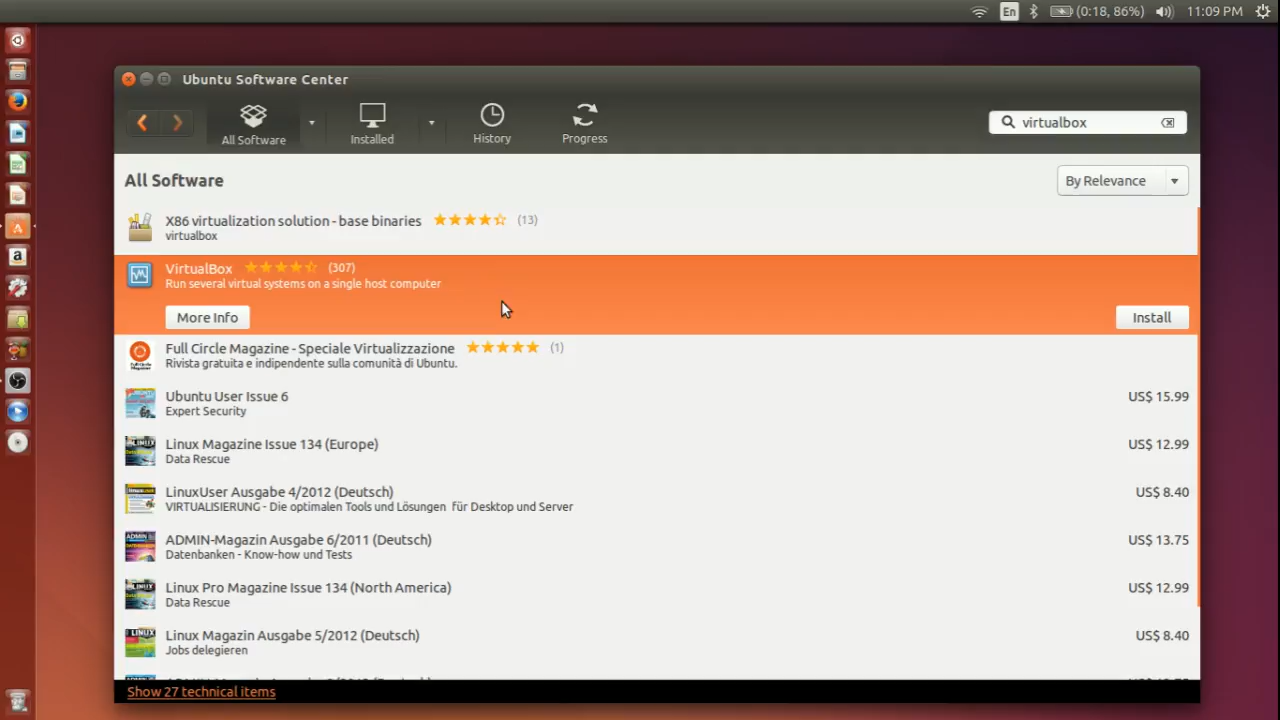 En (0:18, 86%) 11:09 PM
Ubuntu Software Center
All Software Installed History Progress virtualbox
All Software By Relevance
X86 virtualization solution - base binaries (13)
virtualbox
VirtualBox (307)
Run several virtual systems on a single host computer
More Info Install
Full Circle Magazine - Speciale Virtualizzazione (1)
Rivista gratuita e indipendente sulla comunità di Ubuntu.
Ubuntu User Issue 6 US$ 15.99
Expert Security
Linux Magazine Issue 134 (Europe) US$ 12.99
Data Rescue
LinuxUser Ausgabe 4/2012 (Deutsch) US$ 8.40
VIRTUALISIERUNG - Die optimalen Tools und Lösungen für Desktop und Server
ADMIN-Magazin Ausgabe 6/2011 (Deutsch) US$ 13.75
Datenbanken - Know-how und Tests
Linux Pro Magazine Issue 134 (North America) US$ 12.99
Data Rescue
Linux Magazin Ausgabe 5/2012 (Deutsch) US$ 8.40
Jobs delegieren
Show 27 technical items